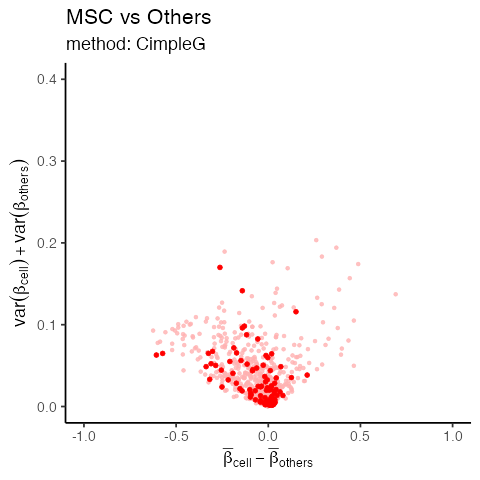 MSC vs Others
method: CimpleG
var(βcell) + var(βothers)
0.4
0.3
0.2
0.1
0.0
-1.0 -0.5 0.0 0.5 1.0
β̅cell − β̅others